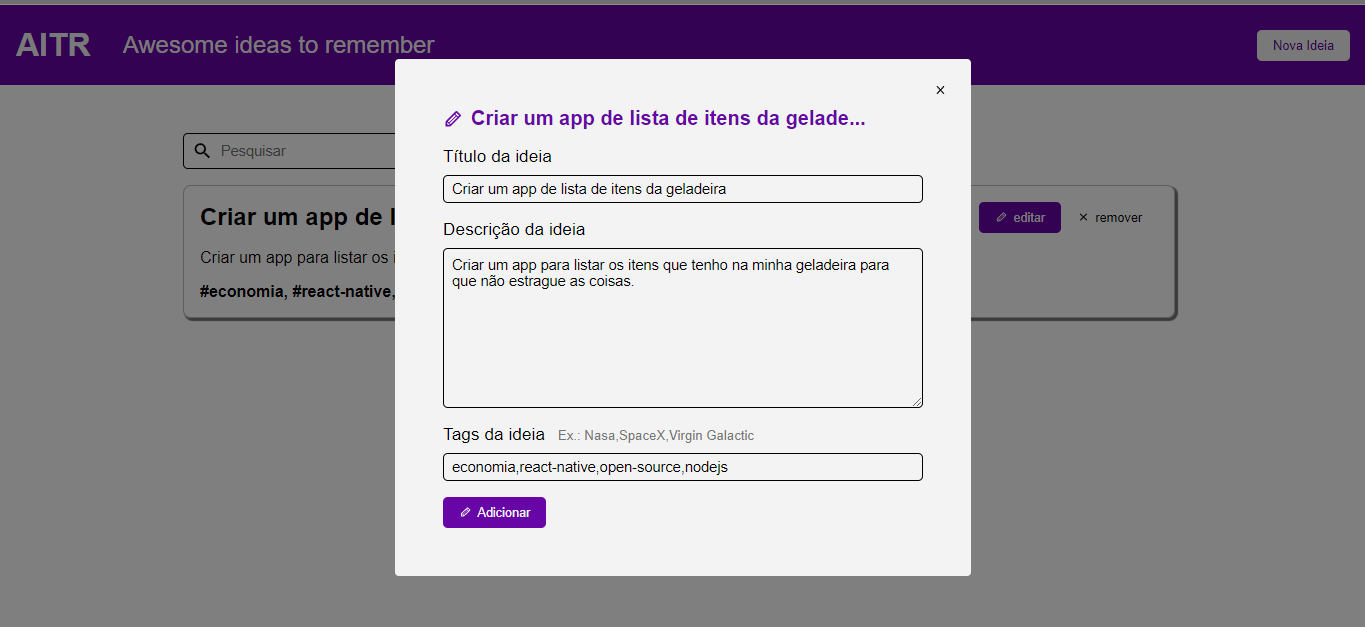 AITR Awesome ideas to remember Nova Ideia
×
Criar um app de lista de itens da gelade...
Pesquisar
Título da ideia
Criar um app de lista de itens da geladeira
Criar um app de l
editar × remover
Descrição da ideia
Criar um app para listar os i
#economia, #react-native,
Criar um app para listar os itens que tenho na minha geladeira para
que não estrague as coisas.
Tags da ideia Ex.: Nasa,SpaceX,Virgin Galactic
economia,react-native,open-source,nodejs
Adicionar